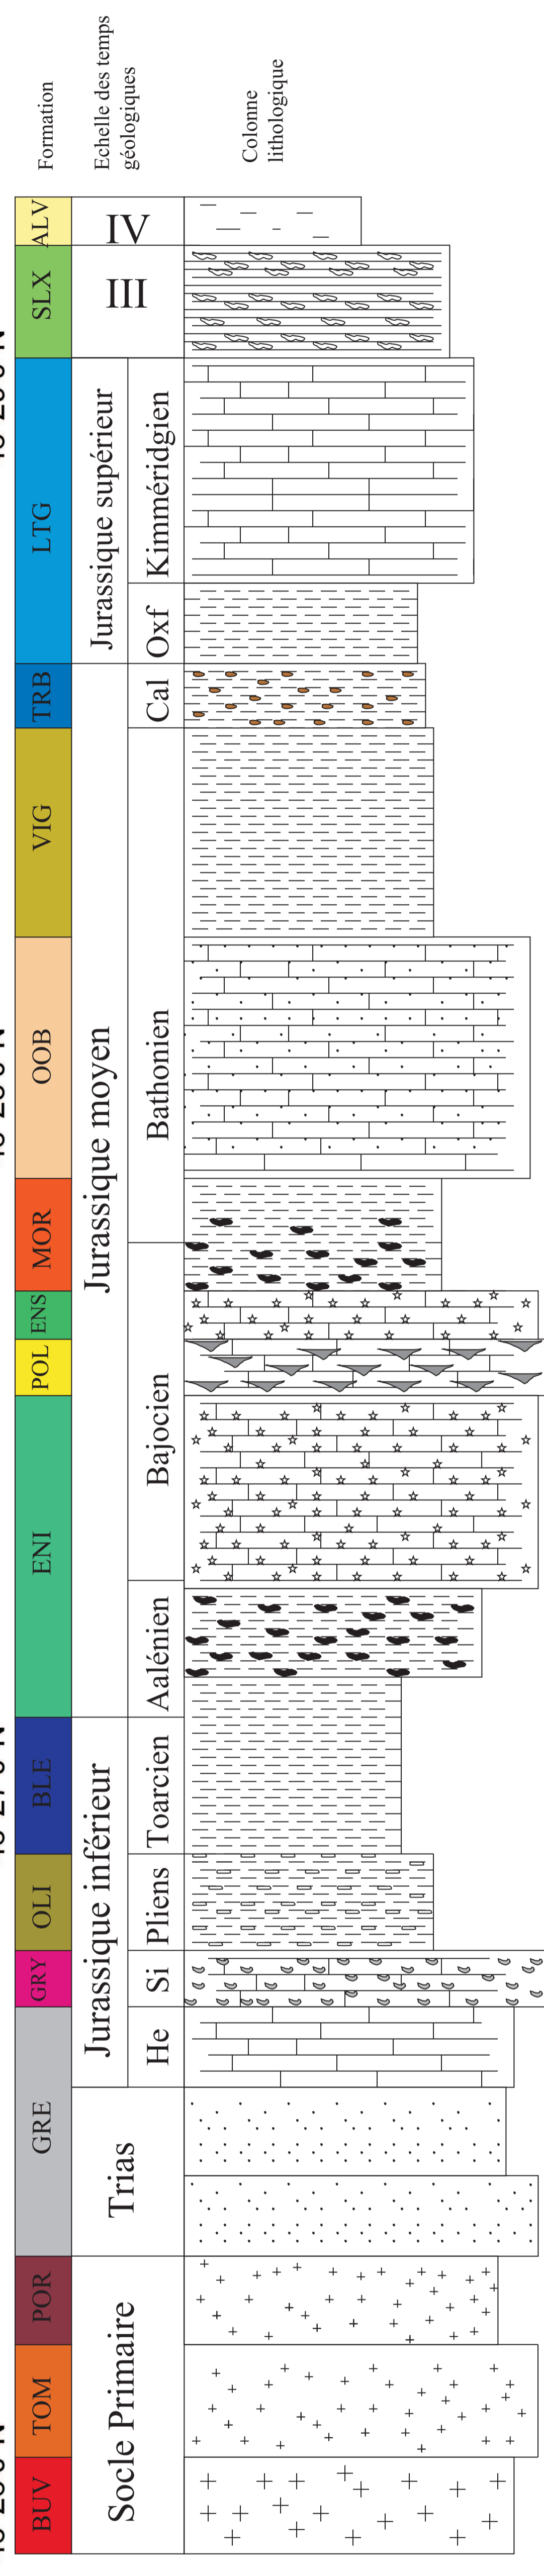 Formation
Echelle des temps
géologiques
Colonne
lithologique
ALV
IV
SLX
III
LTG
Jurassique supérieur
Kimméridgien
Oxf
TRB
Jurassique moyen
Cal
VIG
OOB
Bathonien
MOR
ENS
POL
Bajocien
ENI
Aalénien
BLE
Jurassique inférieur
Toarcien
OLI
Pliens
GRY
Si
GRE
He
Trias
POR
Socle Primaire
TOM
BUV